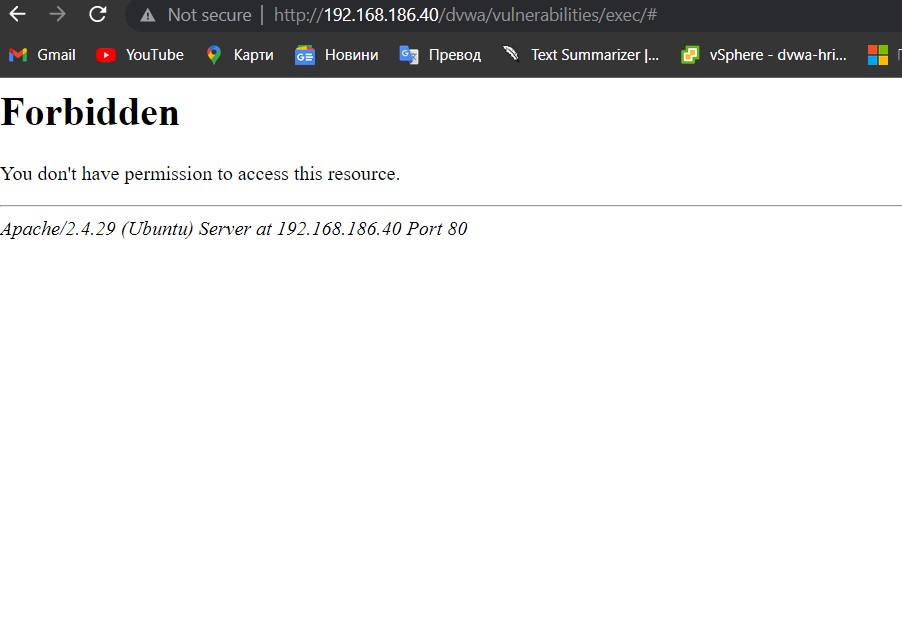 Not secure | http://192.168.186.40/dvwa/vulnerabilities/exec/#
Gmail YouTube Карти Новини Превод Text Summarizer |... vSphere - dvwa-hri...
Forbidden
You don't have permission to access this resource.
Apache/2.4.29 (Ubuntu) Server at 192.168.186.40 Port 80